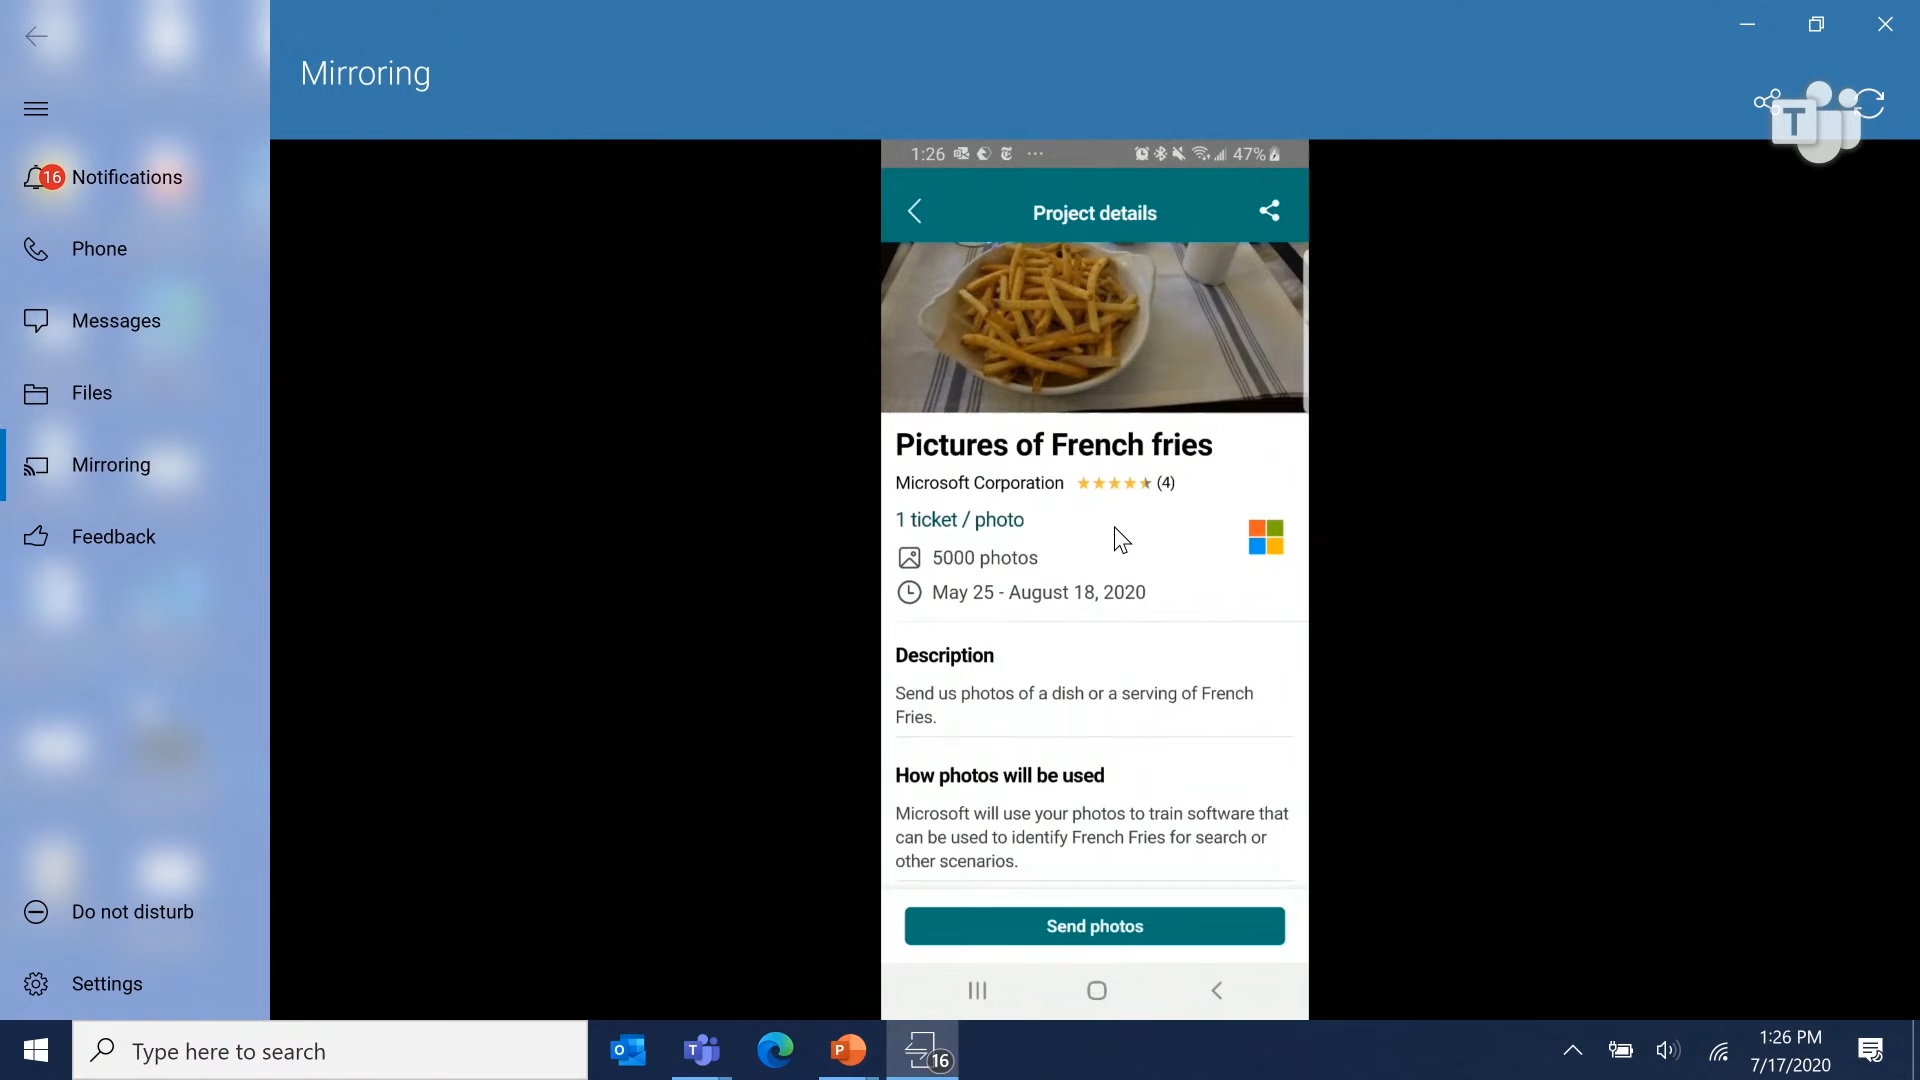 Mirroring
T
16 Notifications
Phone
Messages
Files
Mirroring
Feedback
Do not disturb
Settings
1:26 ... 47%
Project details
Pictures of French fries
Microsoft Corporation (4)
1 ticket / photo
5000 photos
May 25 - August 18, 2020
Description
Send us photos of a dish or a serving of French
Fries.
How photos will be used
Microsoft will use your photos to train software that
can be used to identify French Fries for search or
other scenarios.
Send photos
Type here to search
O
T
P
16
1:26 PM
7/17/2020